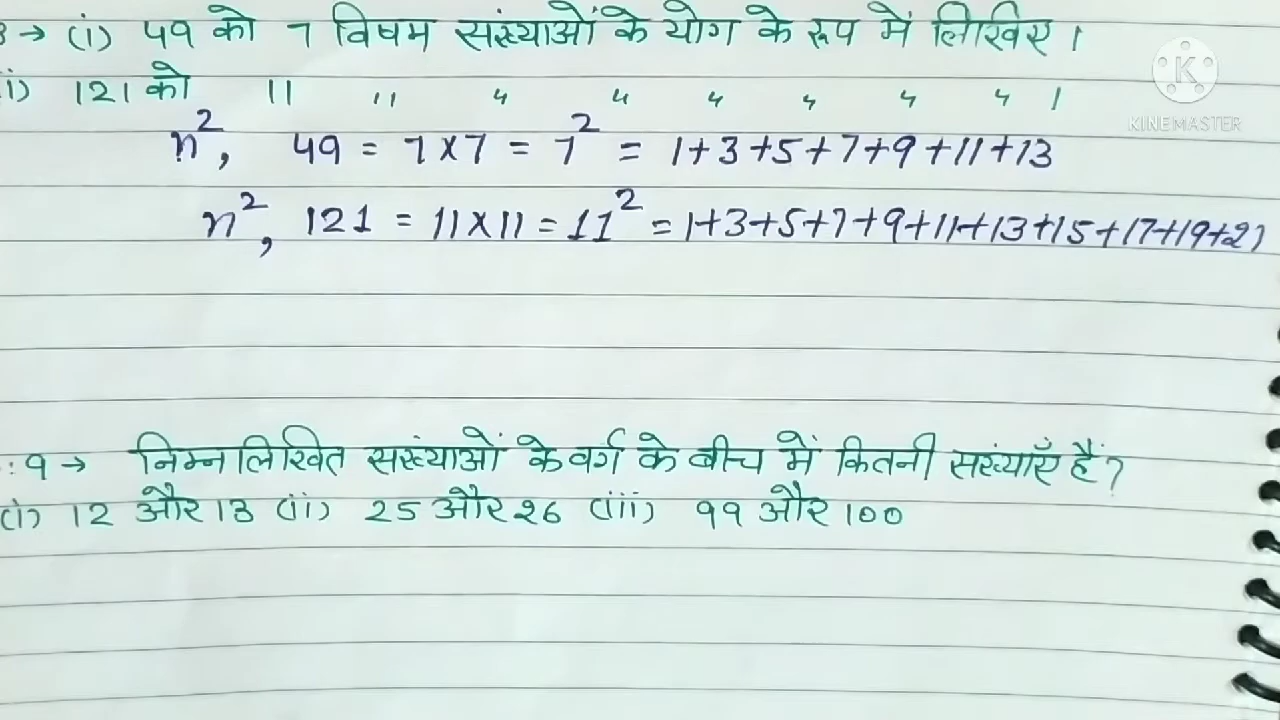 8→ (i) 49 को 7 विषम संख्याओं के योग के रूप में लिखिए।
i) 121 को 11 " " " " " " " ।
n², 49 = 7×7 = 7² = 1+3+5+7+9+11+13
n², 121 = 11×11 = 11² = 1+3+5+7+9+11+13+15+17+19+21
:9→ निम्नलिखित संख्याओं के वर्ग के बीच में कितनी संख्याएँ है?
(i) 12 और 13 (ii) 25 और 26 (iii) 99 और 100
K
KINEMASTER